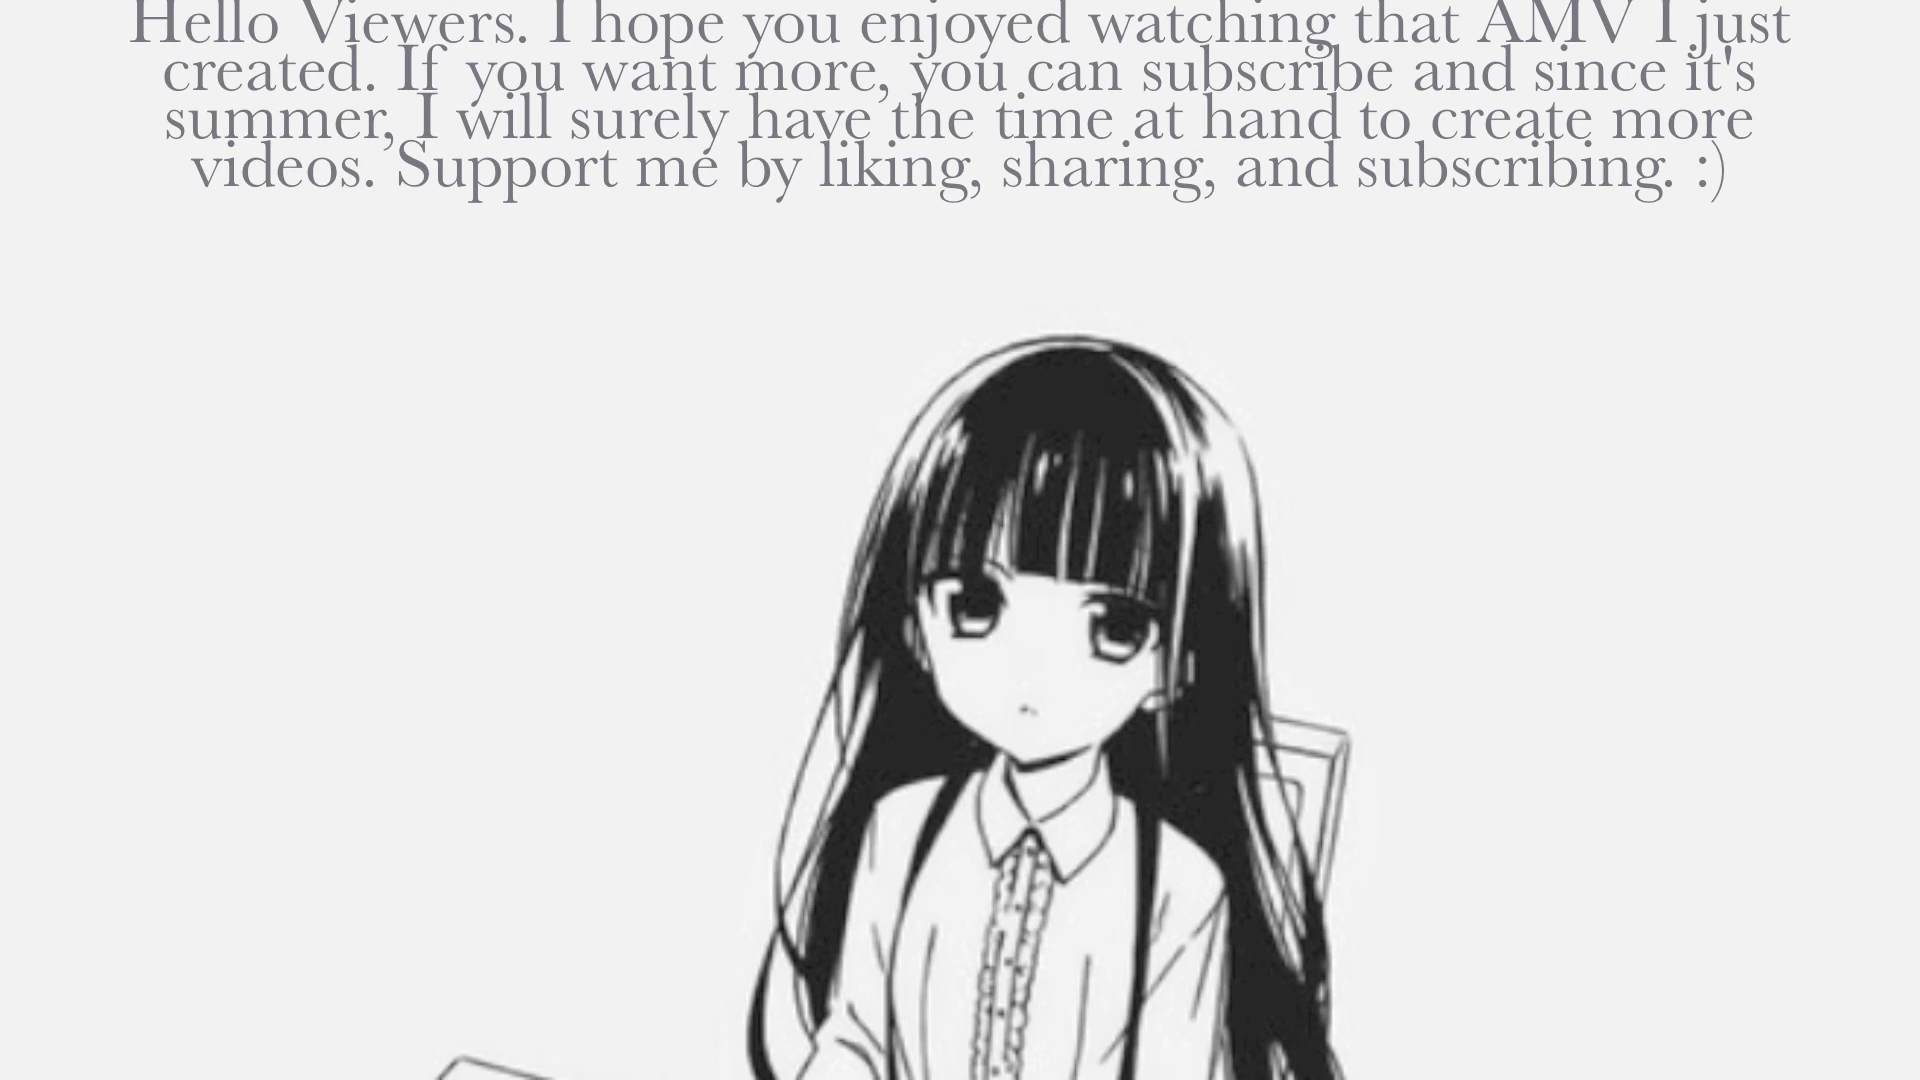 Hello Viewers. I hope you enjoyed watching that AMV I just
created. If you want more, you can subscribe and since it's
summer, I will surely have the time at hand to create more
videos. Support me by liking, sharing, and subscribing. :)